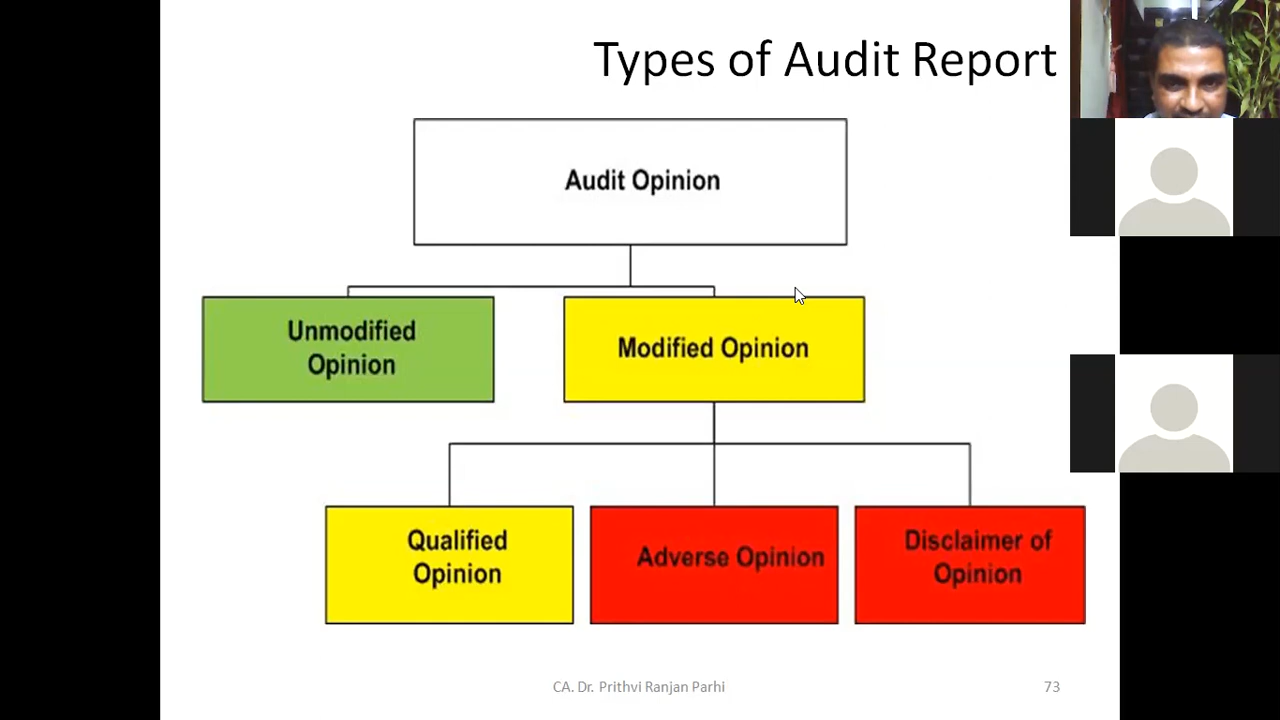 Types of Audit Report
Audit Opinion
Unmodified
Opinion
Modified Opinion
Qualified
Opinion
Adverse Opinion
Disclaimer of
Opinion
CA. Dr. Prithvi Ranjan Parhi
73